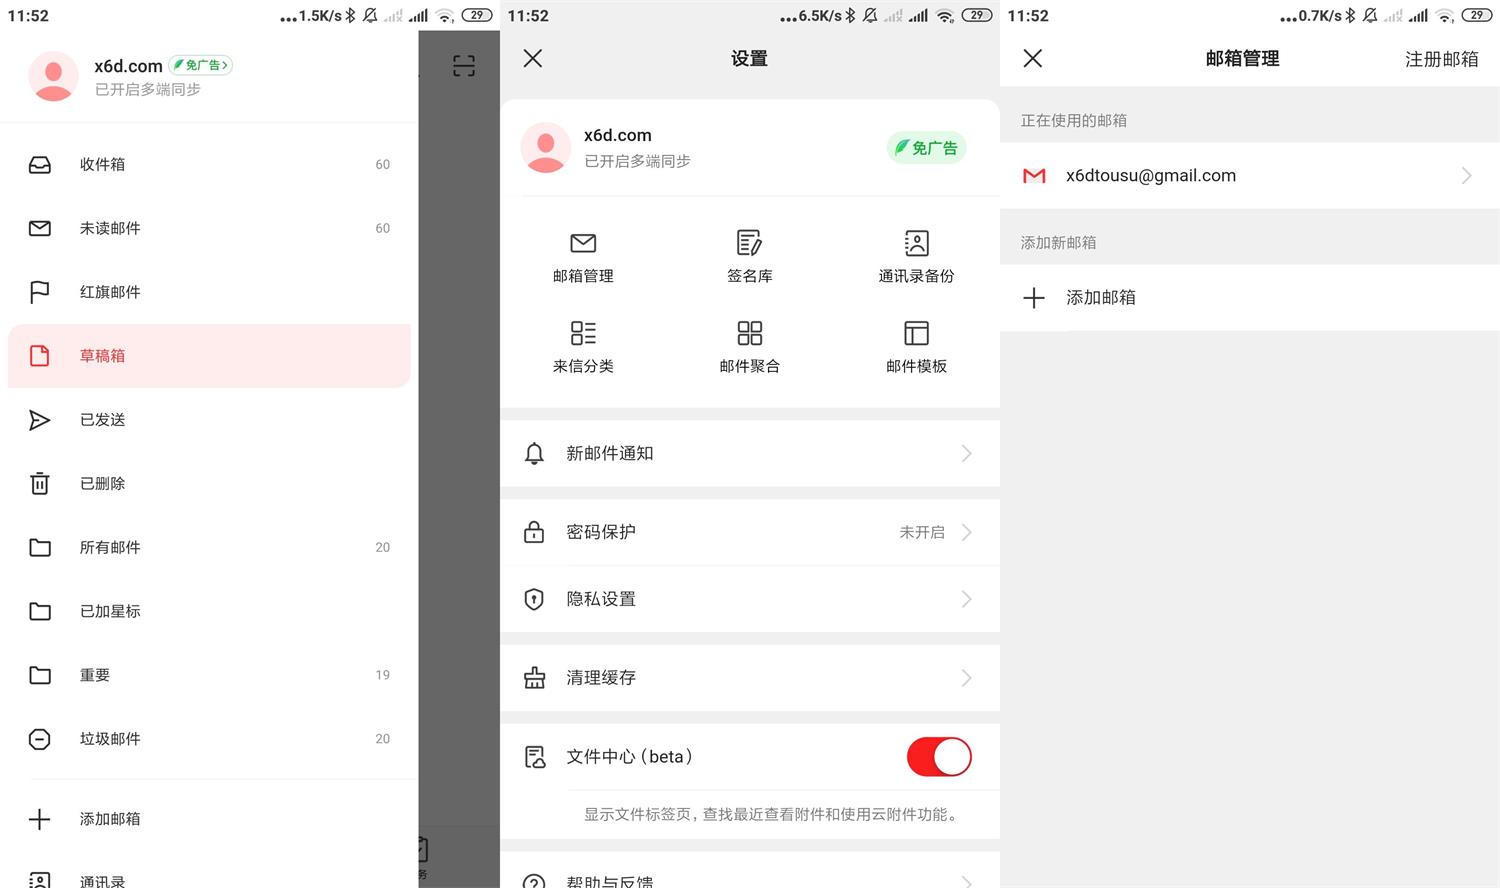 11:52
...1.5K/s
29
x6d.com
免广告
已开启多端同步
收件箱
60
未读邮件
60
红旗邮件
草稿箱
已发送
已删除
所有邮件
20
已加星标
重要
19
垃圾邮件
20
添加邮箱
通讯录
务
11:52
...6.5K/s
29
设置
x6d.com
已开启多端同步
免广告
邮箱管理
签名库
通讯录备份
来信分类
邮件聚合
邮件模板
新邮件通知
密码保护
未开启
隐私设置
清理缓存
文件中心（beta）
显示文件标签页，查找最近查看附件和使用云附件功能。
帮助与反馈
11:52
...0.7K/s
29
邮箱管理
注册邮箱
正在使用的邮箱
x6dtousu@gmail.com
添加新邮箱
添加邮箱